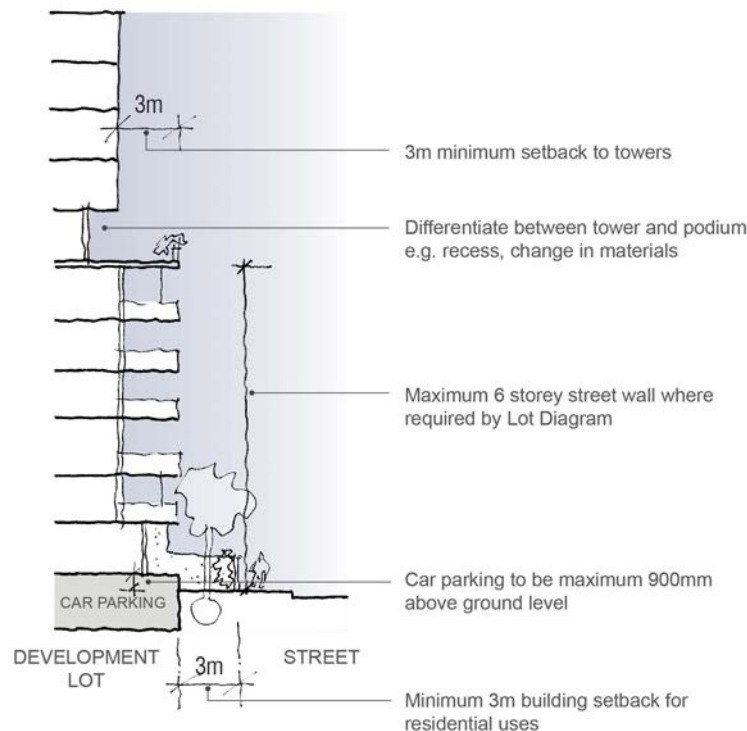 3m
3m minimum setback to towers
Differentiate between tower and podium
e.g. recess, change in materials
Maximum 6 storey street wall where
required by Lot Diagram
Car parking to be maximum 900mm
above ground level
CAR PARKING
DEVELOPMENT
LOT
3m
STREET
Minimum 3m building setback for
residential uses